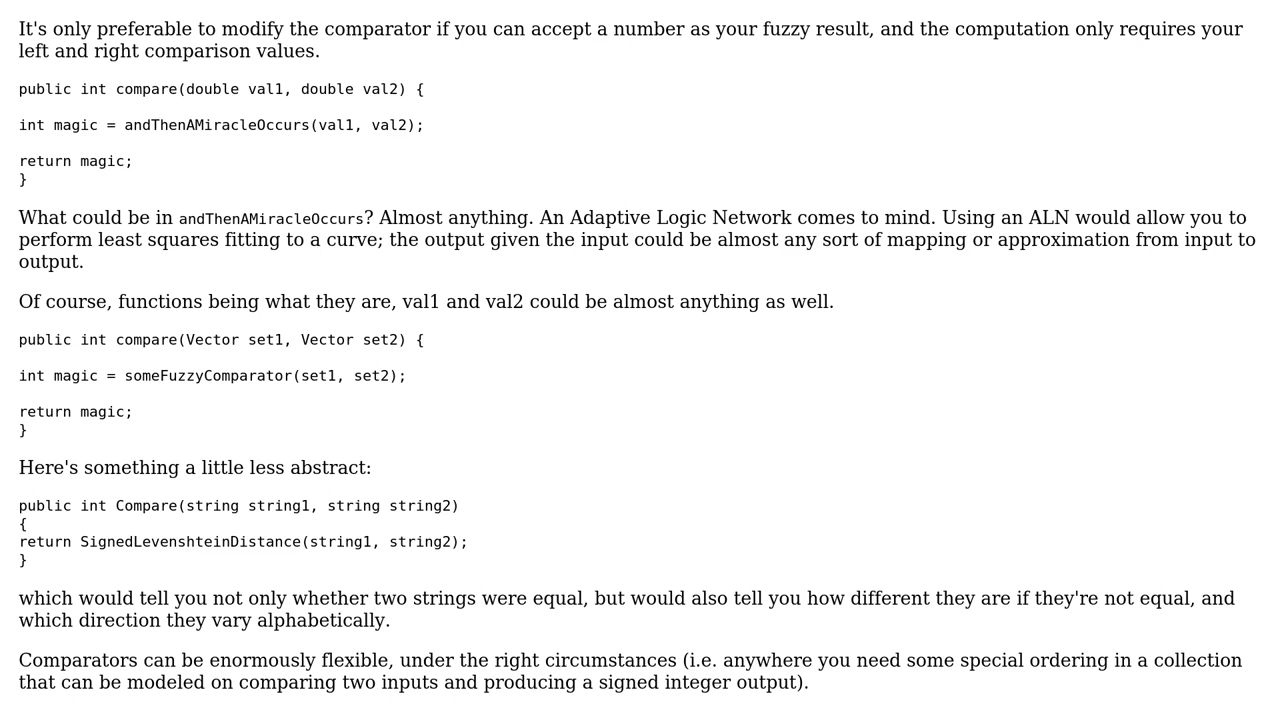 It's only preferable to modify the comparator if you can accept a number as your fuzzy result, and the computation only requires your
left and right comparison values.
public int compare(double val1, double val2) {
int magic = andThenAMiracleOccurs(val1, val2);
return magic;
}
What could be in andThenAMiracleOccurs? Almost anything. An Adaptive Logic Network comes to mind. Using an ALN would allow you to
perform least squares fitting to a curve; the output given the input could be almost any sort of mapping or approximation from input to
output.
Of course, functions being what they are, val1 and val2 could be almost anything as well.
public int compare(Vector set1, Vector set2) {
int magic = someFuzzyComparator(set1, set2);
return magic;
}
Here's something a little less abstract:
public int Compare(string string1, string string2)
{
return SignedLevenshteinDistance(string1, string2);
}
which would tell you not only whether two strings were equal, but would also tell you how different they are if they're not equal, and
which direction they vary alphabetically.
Comparators can be enormously flexible, under the right circumstances (i.e. anywhere you need some special ordering in a collection
that can be modeled on comparing two inputs and producing a signed integer output).